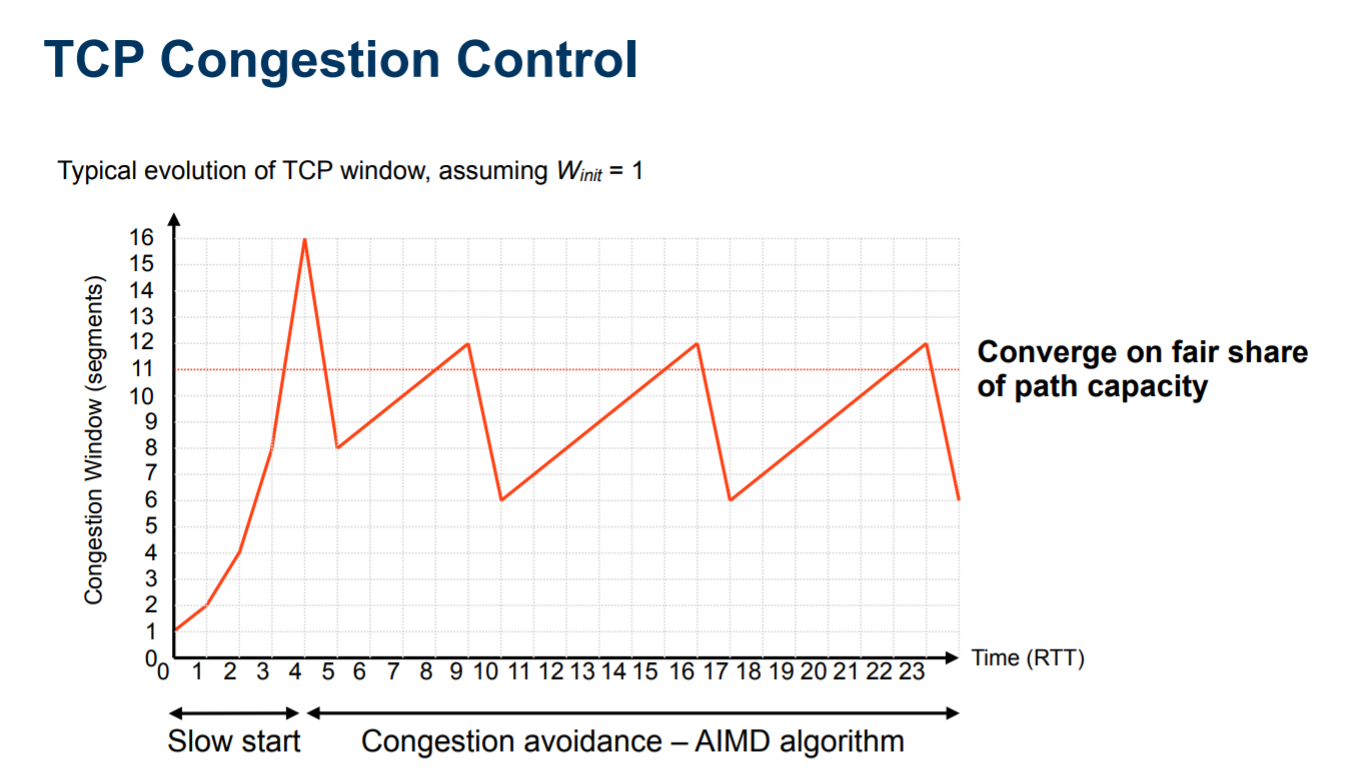 TCP Congestion Control
Typical evolution of TCP window, assuming Winit = 1
Congestion Window (segments)
16
15
14
13
12
11
10
9
8
7
6
5
4
3
2
1
0
0 1 2 3 4 5 6 7 8 9 10 11 12 13 14 15 16 17 18 19 20 21 22 23
Time (RTT)
Converge on fair share
of path capacity
Slow start
Congestion avoidance – AIMD algorithm